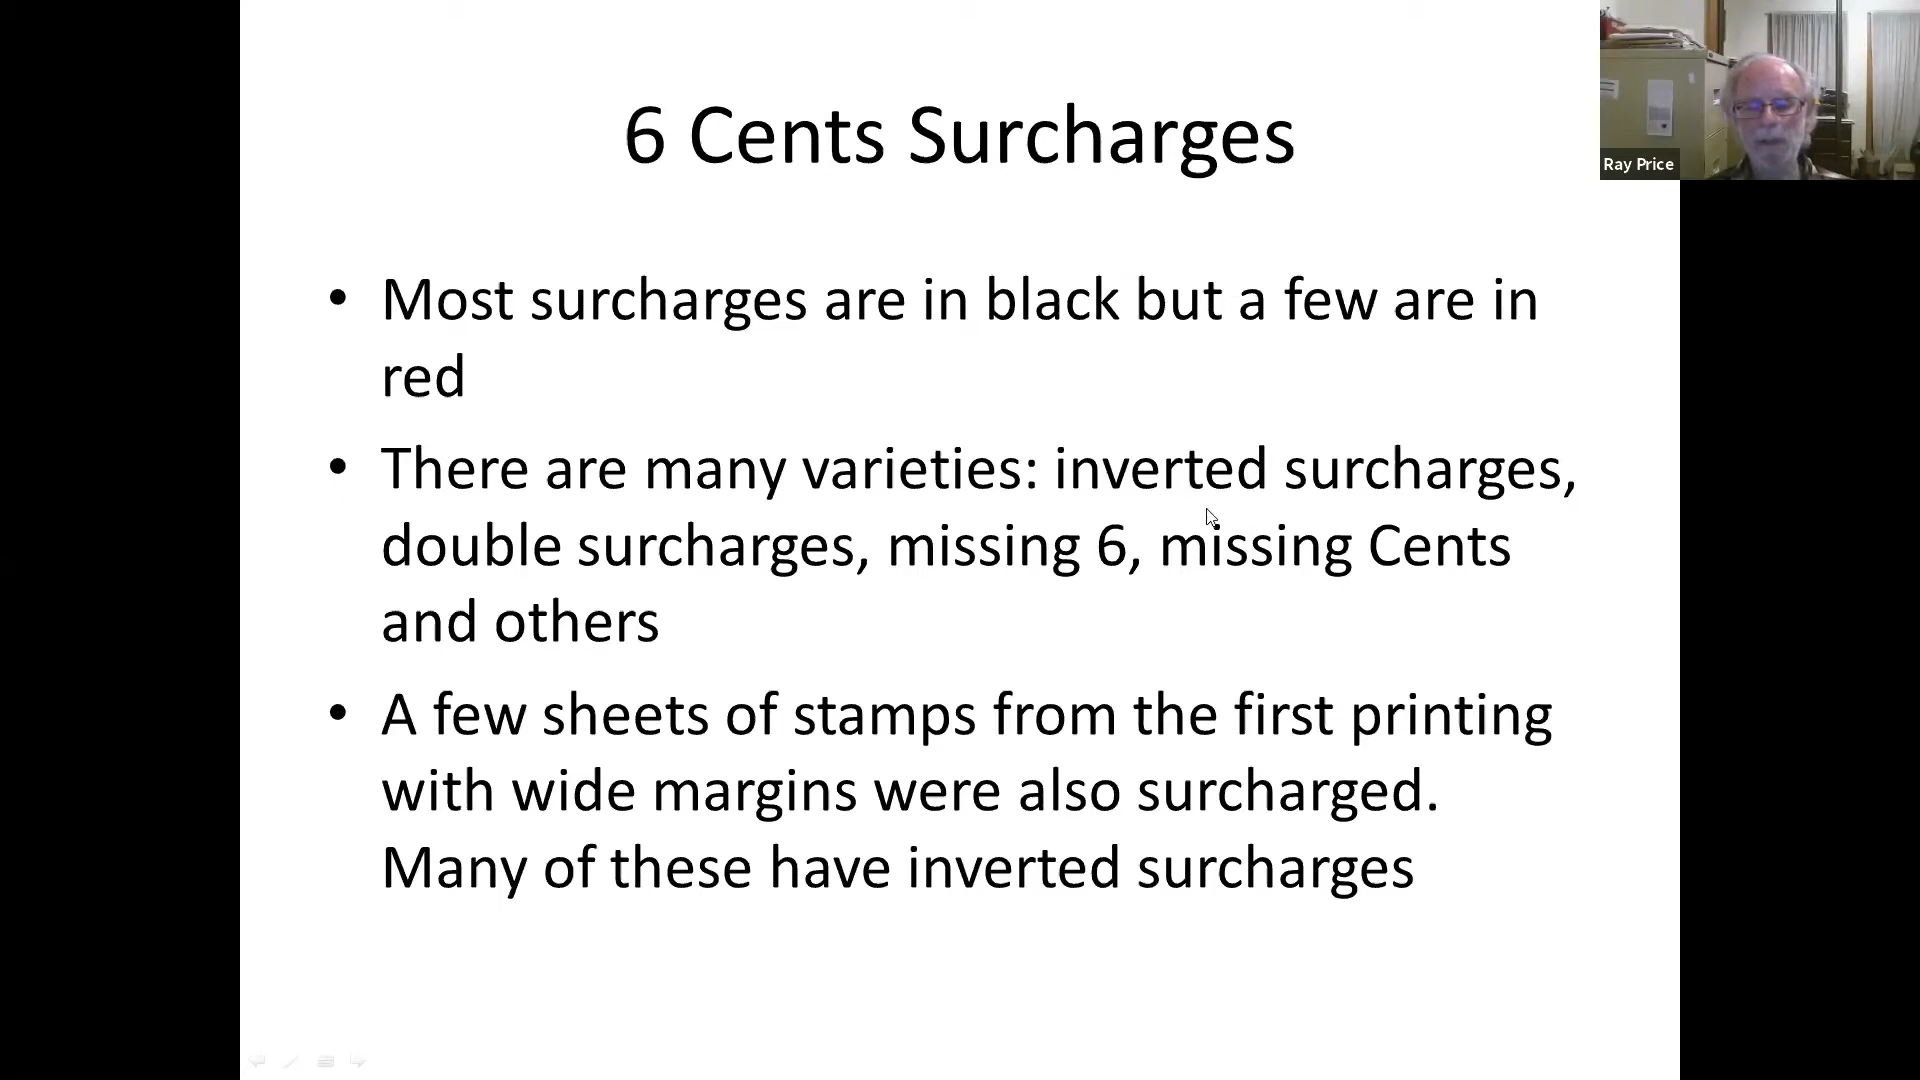 6 Cents Surcharges
Ray Price
• Most surcharges are in black but a few are in
red
• There are many varieties: inverted surcharges,
double surcharges, missing 6, missing Cents
and others
• A few sheets of stamps from the first printing
with wide margins were also surcharged.
Many of these have inverted surcharges